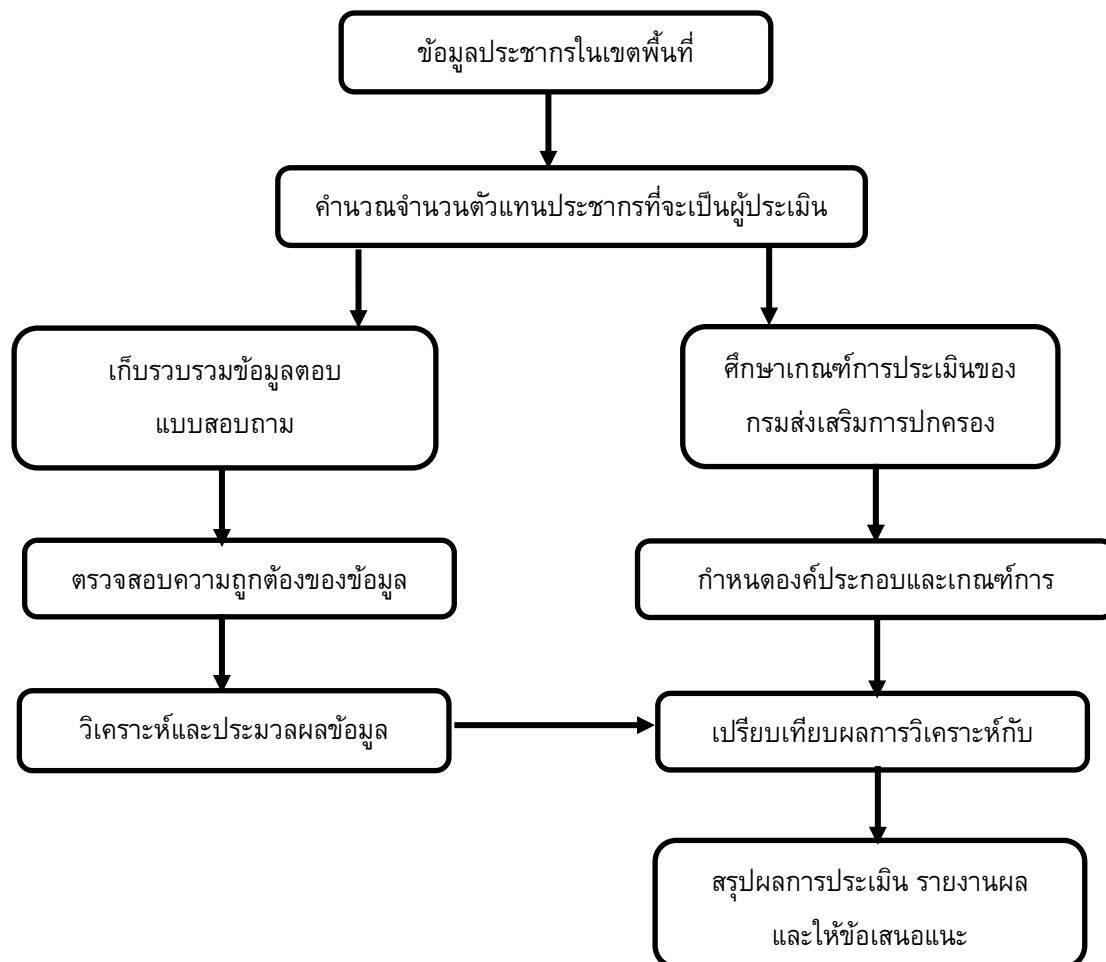 ข้อมูลประชากรในเขตพื้นที่
คำนวณจำนวนตัวแทนประชากรที่จะเป็นผู้ประเมิน
เก็บรวบรวมข้อมูลตอบ
แบบสอบถาม
ศึกษาเกณฑ์การประเมินของ
กรมส่งเสริมการปกครอง
ตรวจสอบความถูกต้องของข้อมูล
กำหนดองค์ประกอบและเกณฑ์การ
วิเคราะห์และประมวลผลข้อมูล
เปรียบเทียบผลการวิเคราะห์กับ
สรุปผลการประเมิน รายงานผล
และให้ข้อเสนอแนะ